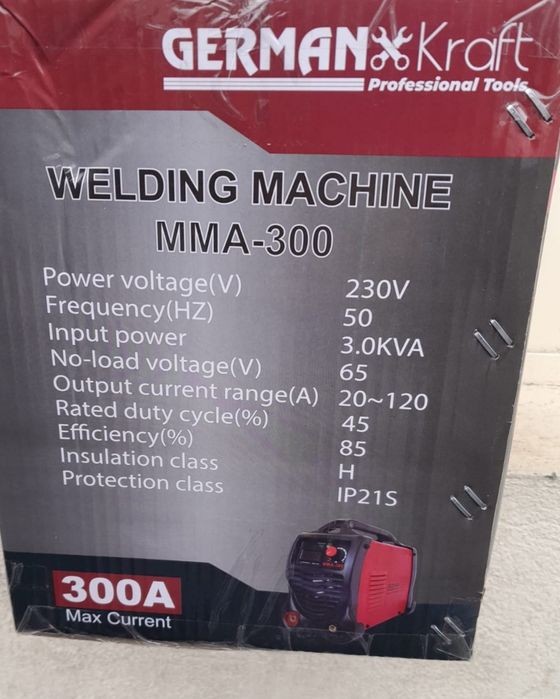 GERMAN Kraft
Professional Tools
WELDING MACHINE
MMA-300
Power voltage(V) 230V
Frequency(HZ) 50
Input power 3.0KVA
No-load voltage(V) 65
Output current range(A) 20~120
Rated duty cycle(%) 45
Efficiency(%) 85
Insulation class H
Protection class IP21S
300A
Max Current